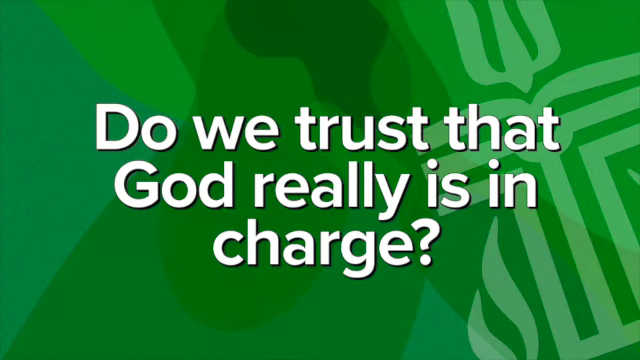 Do we trust that
God really is in
charge?